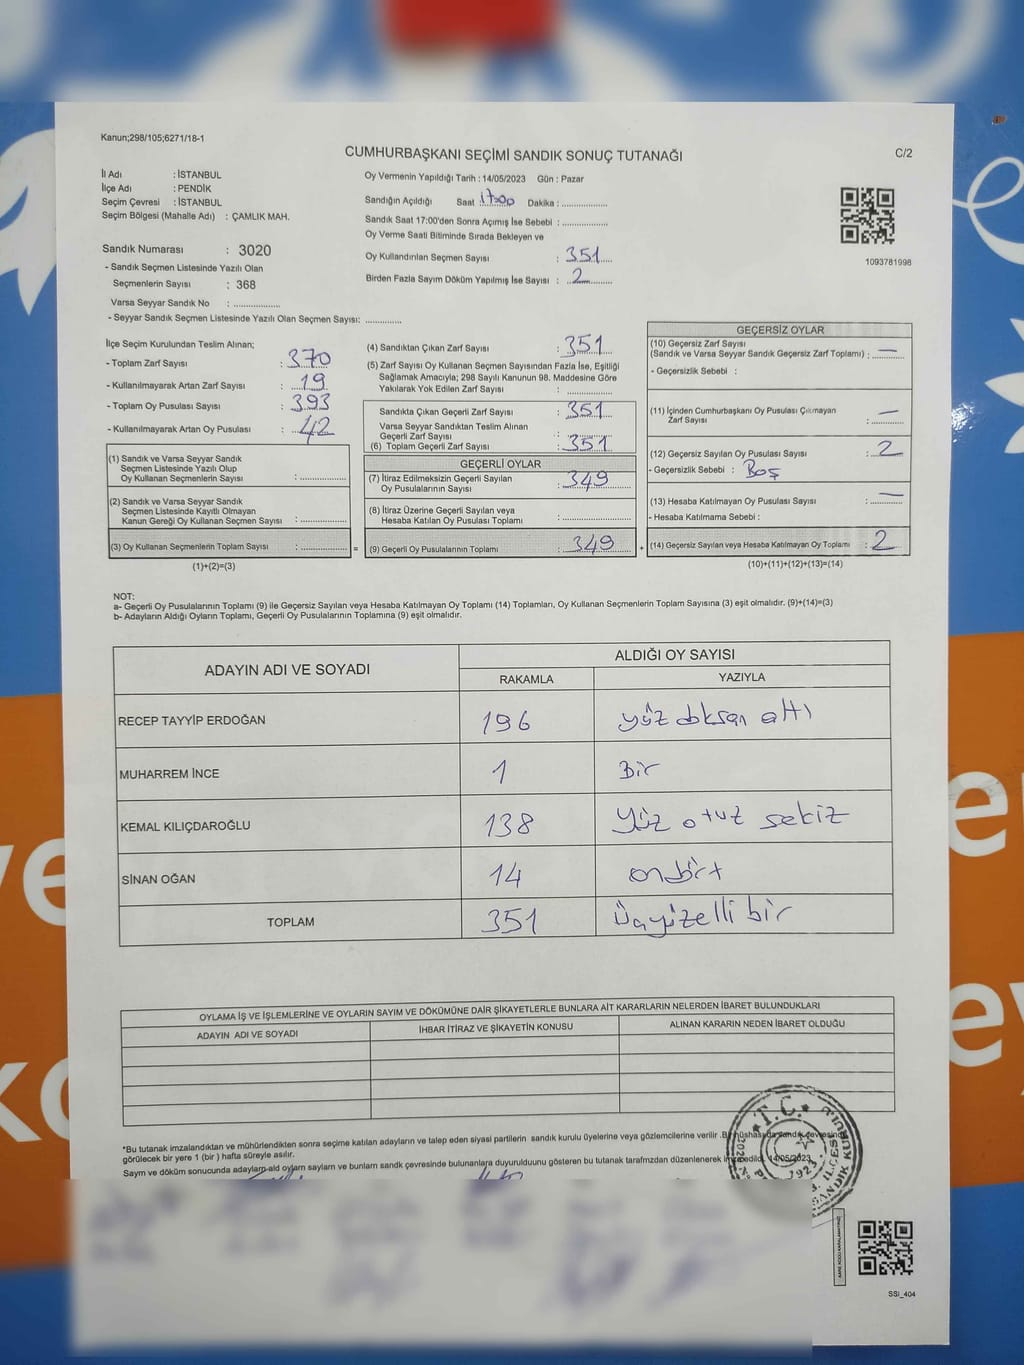 Kanun;298/105;6271/18-1
CUMHURBAŞKANI SEÇİMİ SANDIK SONUÇ TUTANAĞI
C/2
İl Adı : İSTANBUL
İlçe Adı : PENDİK
Seçim Çevresi : İSTANBUL
Seçim Bölgesi (Mahalle Adı) : ÇAMLIK MAH.
Sandık Numarası : 3020
- Sandık Seçmen Listesinde Yazılı Olan
Seçmenlerin Sayısı : 368
Varsa Seyyar Sandık No : ..............
- Seyyar Sandık Seçmen Listesinde Yazılı Olan Seçmen Sayısı: ............
Oy Vermenin Yapıldığı Tarih : 14/05/2023 Gün : Pazar
Sandığın Açıldığı Saat 17:00 Dakika : ..............
Sandık Saat 17:00'den Sonra Açımış İse Sebebi : ..............
Oy Verme Saati Bitiminde Sırada Bekleyen ve
Oy Kullandırılan Seçmen Sayısı : 351
Birden Fazla Sayım Döküm Yapılmış İse Sayısı : 2
1093781998
İlçe Seçim Kurulundan Teslim Alınan;
- Toplam Zarf Sayısı : 370
- Kullanılmayarak Artan Zarf Sayısı : 19
- Toplam Oy Pusulası Sayısı : 393
- Kullanılmayarak Artan Oy Pusulası : 42
(1) Sandık ve Varsa Seyyar Sandık
Seçmen Listesinde Yazılı Olup
Oy Kullanan Seçmenlerin Sayısı : ..............
(2) Sandık ve Varsa Seyyar Sandık
Seçmen Listesinde Kayıtlı Olmayan
Kanun Gereği Oy Kullanan Seçmen Sayısı : ..............
(3) Oy Kullanan Seçmenlerin Toplam Sayısı : .............. =
(1)+(2)=(3)
(4) Sandıktan Çıkan Zarf Sayısı : 351
(5) Zarf Sayısı Oy Kullanan Seçmen Sayısından Fazla İse, Eşitliği
Sağlamak Amacıyla; 298 Sayılı Kanunun 98. Maddesine Göre
Yakılarak Yok Edilen Zarf Sayısı : ..............
Sandıkta Çıkan Geçerli Zarf Sayısı : 351
Varsa Seyyar Sandıktan Teslim Alınan
Geçerli Zarf Sayısı :
(6) Toplam Geçerli Zarf Sayısı : 351
GEÇERLİ OYLAR
(7) İtiraz Edilmeksizin Geçerli Sayılan
Oy Pusulalarının Sayısı : 349
(8) İtiraz Üzerine Geçerli Sayılan veya
Hesaba Katılan Oy Pusulası Toplamı : ..............
(9) Geçerli Oy Pusulalarının Toplamı : 349 +
GEÇERSİZ OYLAR
(10) Geçersiz Zarf Sayısı
(Sandık ve Varsa Seyyar Sandık Geçersiz Zarf Toplamı) : —
- Geçersizlik Sebebi :
(11) İçinden Cumhurbaşkanı Oy Pusulası Çıkmayan
Zarf Sayısı : —
(12) Geçersiz Sayılan Oy Pusulası Sayısı : 2
- Geçersizlik Sebebi : Boş
(13) Hesaba Katılmayan Oy Pusulası Sayısı : —
- Hesaba Katılmama Sebebi :
(14) Geçersiz Sayılan veya Hesaba Katılmayan Oy Toplamı : 2
(10)+(11)+(12)+(13)=(14)
NOT:
a- Geçerli Oy Pusulalarının Toplamı (9) ile Geçersiz Sayılan veya Hesaba Katılmayan Oy Toplamı (14) Toplamları, Oy Kullanan Seçmenlerin Toplam Sayısına (3) eşit olmalıdır. (9)+(14)=(3)
b- Adayların Aldığı Oyların Toplamı, Geçerli Oy Pusulalarının Toplamına (9) eşit olmalıdır.
ADAYIN ADI VE SOYADI ALDIĞI OY SAYISI
RAKAMLA YAZIYLA
RECEP TAYYİP ERDOĞAN 196 yüz doksan altı
MUHARREM İNCE 1 Bir
KEMAL KILIÇDAROĞLU 138 Yüz otuz sekiz
SİNAN OĞAN 14
TOPLAM 351 Üçyüzelli bir
OYLAMA İŞ VE İŞLEMLERİNE VE OYLARIN SAYIM VE DÖKÜMÜNE DAİR ŞİKAYETLERLE BUNLARA AİT KARARLARIN NELERDEN İBARET BULUNDUKLARI
ADAYIN ADI VE SOYADI İHBAR İTİRAZ VE ŞİKAYETİN KONUSU ALINAN KARARIN NEDEN İBARET OLDUĞU
*Bu tutanak imzalandıktan ve mühürlendikten sonra seçime katılan adayların ve talep eden siyasi partilerin sandık kurulu üyelerine veya gözlemcilerine verilir. Bir nüshası da sandık çevresinde
görülecek bir yere 1 (bir ) hafta süreyle asılır.
Sayım ve döküm sonucunda adayların ald oyların sayların ve bunların sandk çevresinde bulunanlara duyurulduunu gösteren bu tutanak tarafmzdan düzenlenerek imzaedildi. 14/05/2023
T.C.
1923
SSİ_404